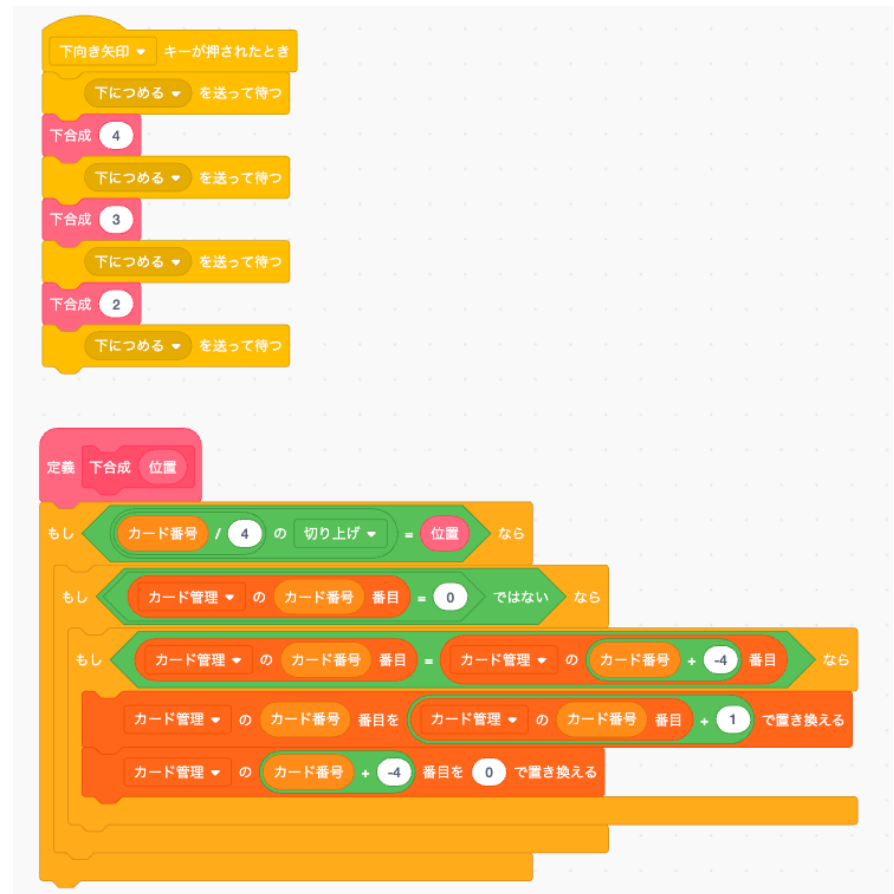 下向き矢印 キーが押されたとき
下につめる を送って待つ
下合成 4
下につめる を送って待つ
下合成 3
下につめる を送って待つ
下合成 2
下につめる を送って待つ
定義 下合成 位置
もし カード番号 / 4 の 切り上げ = 位置 なら
もし カード管理 の カード番号 番目 = 0 ではない なら
もし カード管理 の カード番号 番目 = カード管理 の カード番号 + -4 番目 なら
カード管理 の カード番号 番目を カード管理 の カード番号 番目 + 1 で置き換える
カード管理 の カード番号 + -4 番目を 0 で置き換える